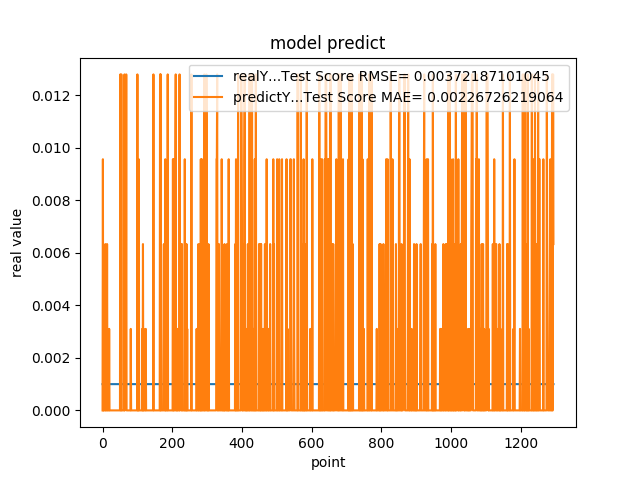 model predict
realY...Test Score RMSE= 0.00372187101045
predictY...Test Score MAE= 0.00226726219064
0.012
0.010
0.008
0.006
0.004
0.002
0.000
real value
0 200 400 600 800 1000 1200
point